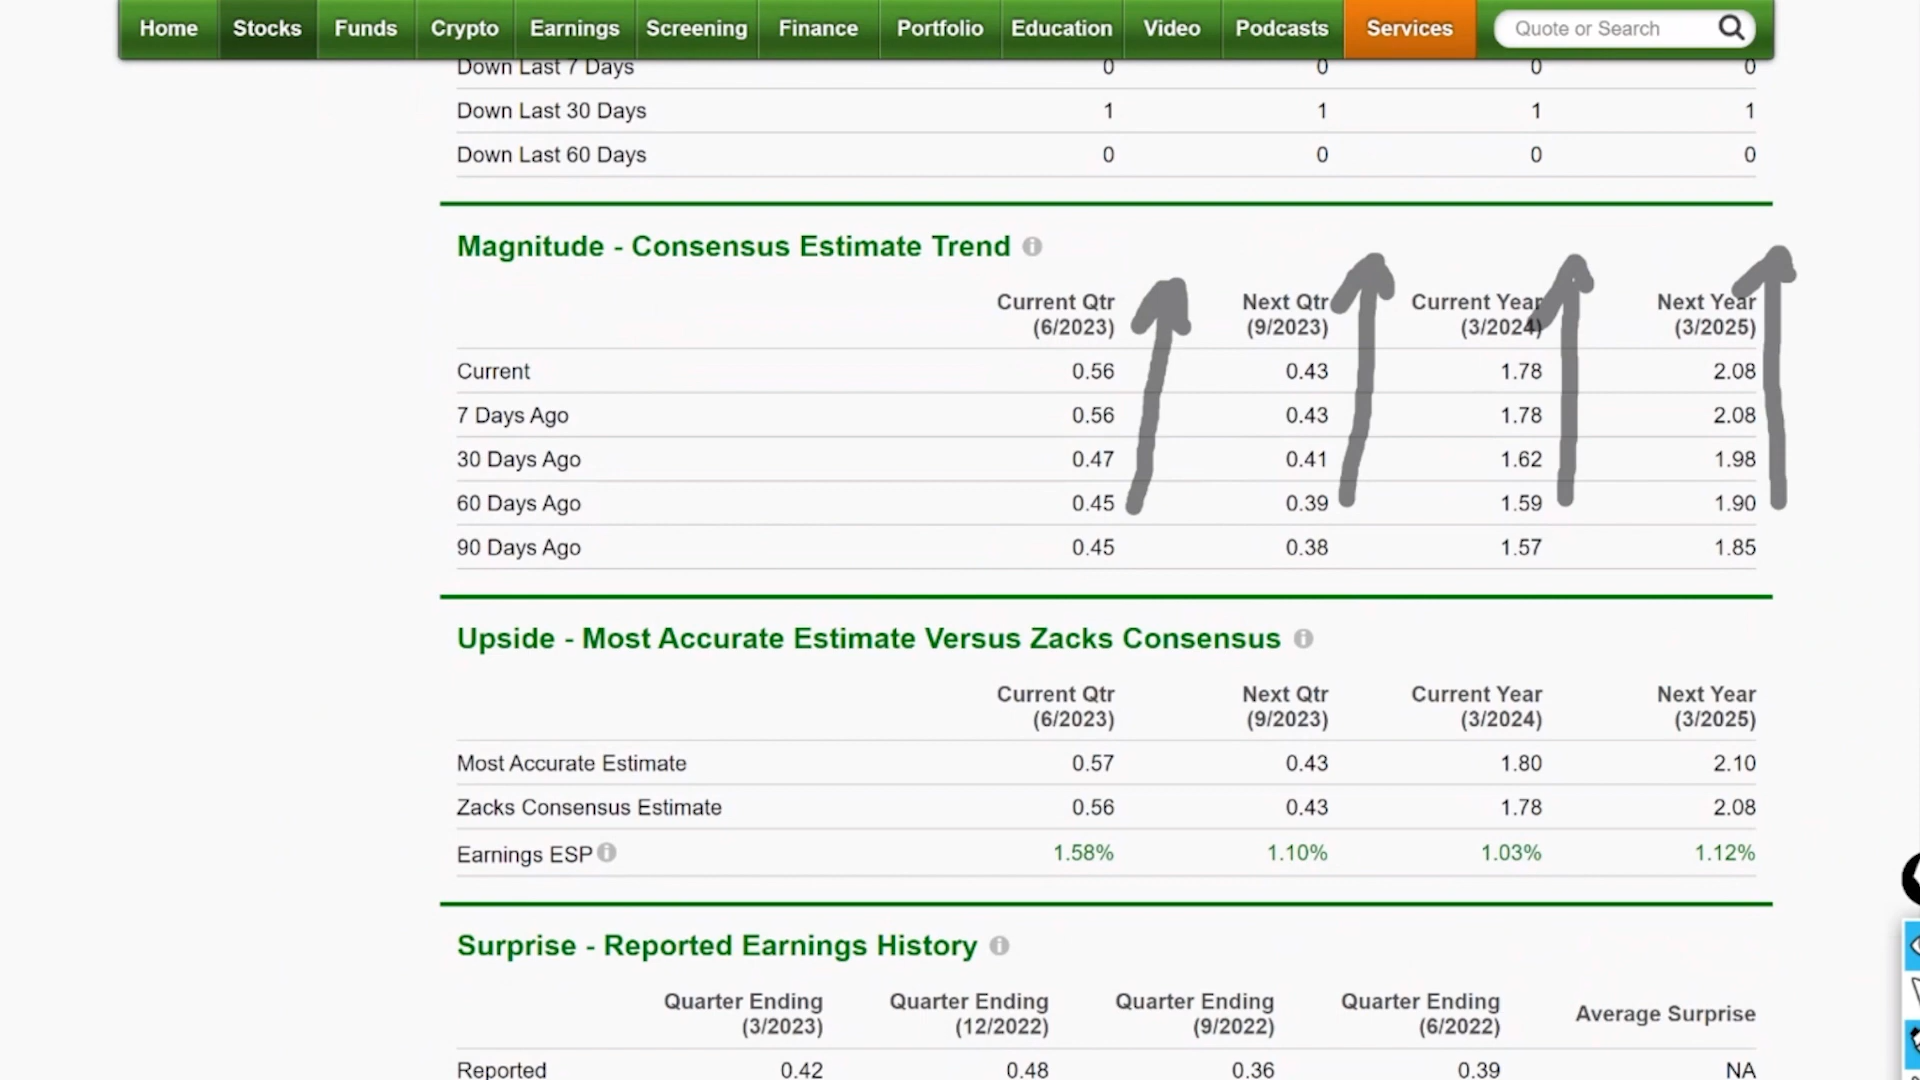 Home Stocks Funds Crypto Earnings Screening Finance Portfolio Education Video Podcasts Services Quote or Search
Down Last 7 Days 0 0 0 0
Down Last 30 Days 1 1 1 1
Down Last 60 Days 0 0 0 0
Magnitude - Consensus Estimate Trend
Current Qtr Next Qtr Current Year Next Year
(6/2023) (9/2023) (3/2024) (3/2025)
Current 0.56 0.43 1.78 2.08
7 Days Ago 0.56 0.43 1.78 2.08
30 Days Ago 0.47 0.41 1.62 1.98
60 Days Ago 0.45 0.39 1.59 1.90
90 Days Ago 0.45 0.38 1.57 1.85
Upside - Most Accurate Estimate Versus Zacks Consensus
Current Qtr Next Qtr Current Year Next Year
(6/2023) (9/2023) (3/2024) (3/2025)
Most Accurate Estimate 0.57 0.43 1.80 2.10
Zacks Consensus Estimate 0.56 0.43 1.78 2.08
Earnings ESP 1.58% 1.10% 1.03% 1.12%
Surprise - Reported Earnings History
Quarter Ending Quarter Ending Quarter Ending Quarter Ending Average Surprise
(3/2023) (12/2022) (9/2022) (6/2022)
Reported 0.42 0.48 0.36 0.39 NA